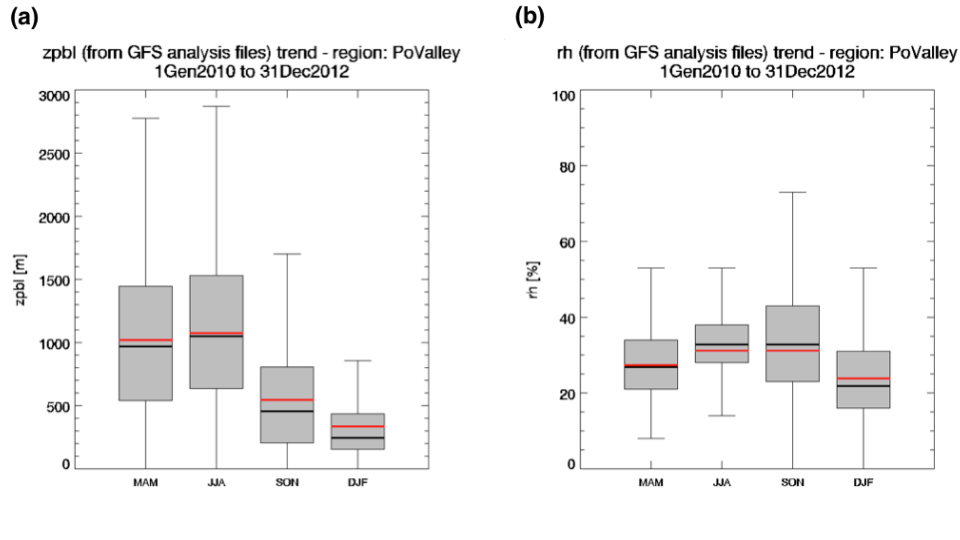 (a)
zpbl (from GFS analysis files) trend - region: PoValley
1Gen2010 to 31Dec2012
3000
2500
2000
1500
1000
500
0
zpbl [m]
MAM JJA SON DJF
(b)
rh (from GFS analysis files) trend - region: PoValley
1Gen2010 to 31Dec2012
100
80
60
40
20
0
rh [%]
MAM JJA SON DJF